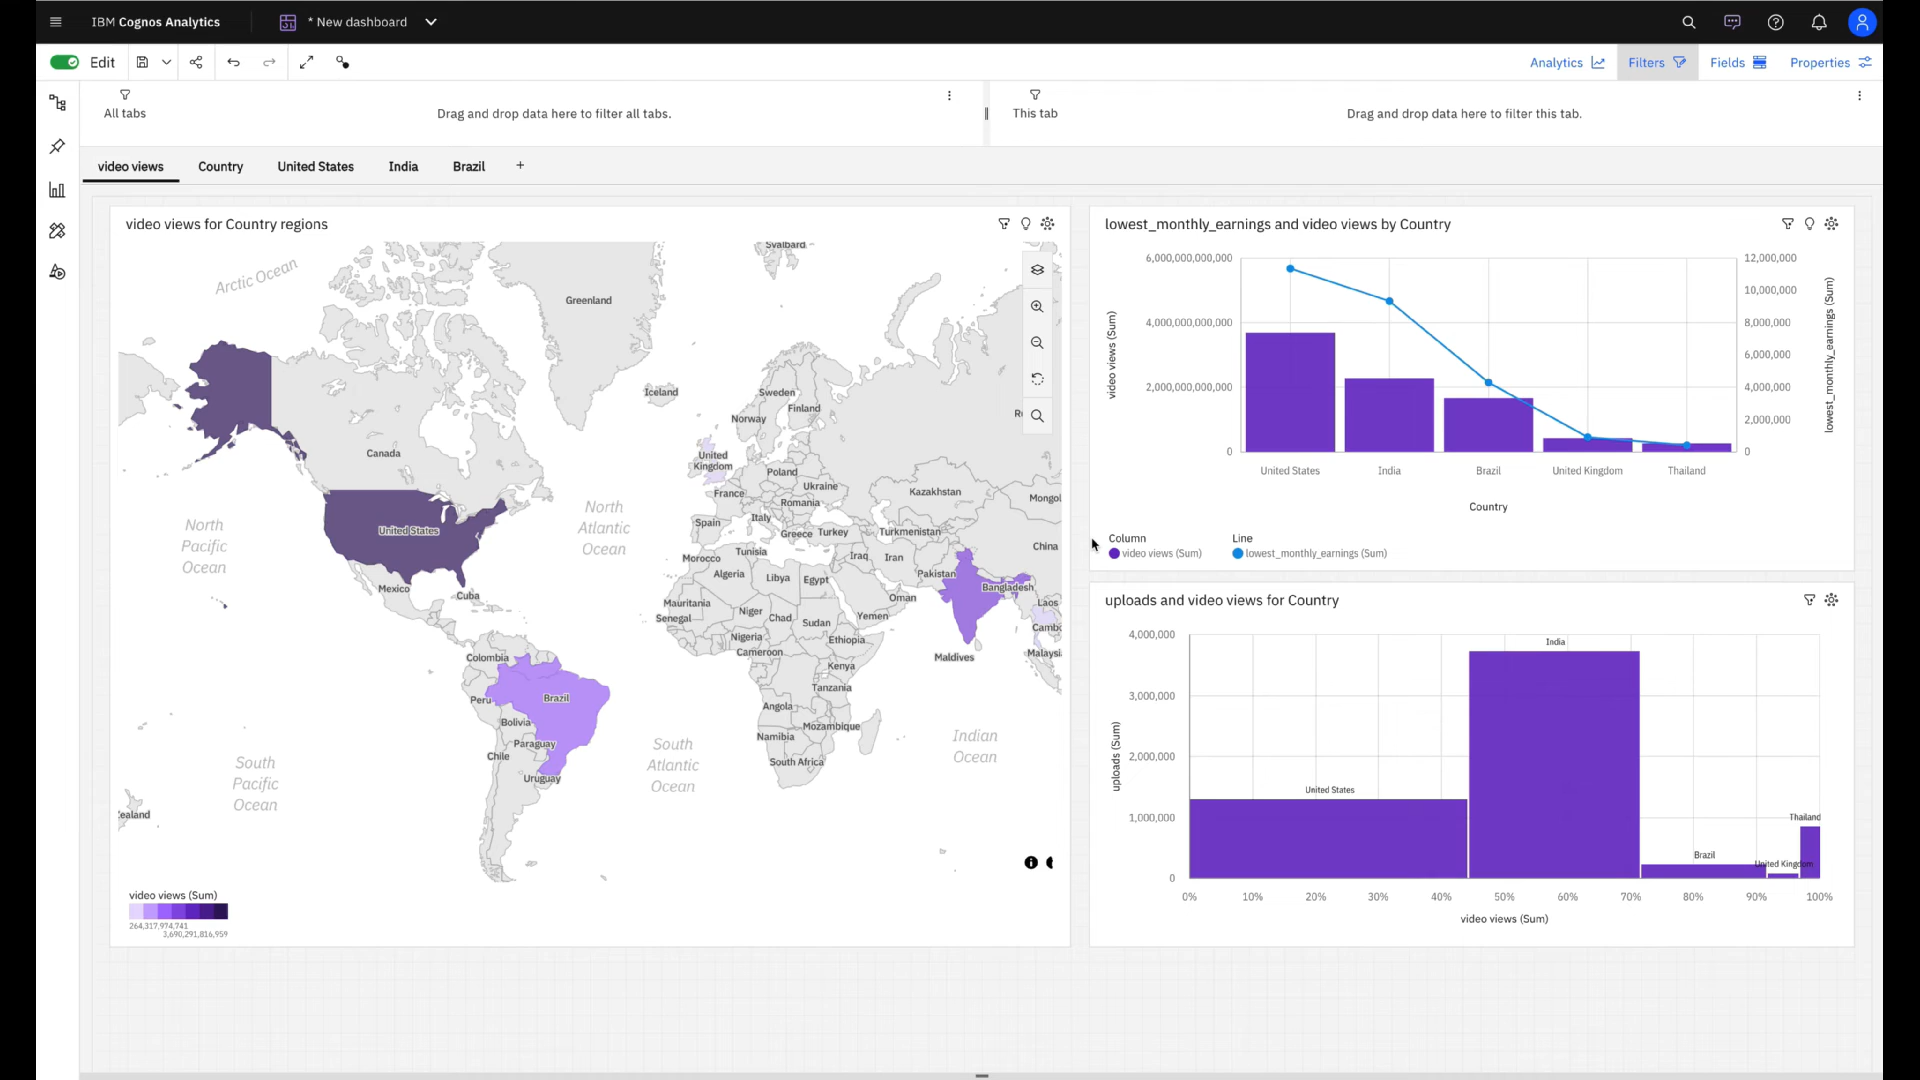 IBM Cognos Analytics
* New dashboard
Edit
Analytics
Filters
Fields
Properties
All tabs
Drag and drop data here to filter all tabs.
This tab
Drag and drop data here to filter this tab.
video views
Country
United States
India
Brazil
+
video views for Country regions
Svalbard
Arctic Ocean
Greenland
Iceland
Sweden
Finland
Norway
Canada
United
Kingdom
Poland
Ukraine
France
Romania
Kazakhstan
Mongol
North
Atlantic
Ocean
Spain
Italy
Greece
Turkey
Turkmenistan
United States
North
Pacific
Ocean
Morocco
Tunisia
Iraq
Iran
China
Algeria
Libya
Egypt
Pakistan
Bangladesh
Mexico
Cuba
Mauritania
Niger
Chad
Sudan
Yemen
Oman
Laos
Senegal
Nigeria
Ethiopia
Cambo
Cameroon
Kenya
Maldives
Malaysi
Colombia
Tanzania
Peru
Brazil
Angola
Bolivia
Mozambique
Namibia
Paraguay
Chile
South Africa
Uruguay
South
Atlantic
Ocean
Indian
Ocean
South
Pacific
Ocean
Zealand
video views (Sum)
264,317,974,741
3,690,291,816,959
lowest_monthly_earnings and video views by Country
6,000,000,000,000
4,000,000,000,000
2,000,000,000,000
0
video views (Sum)
12,000,000
10,000,000
8,000,000
6,000,000
4,000,000
2,000,000
0
lowest_monthly_earnings (Sum)
United States
India
Brazil
United Kingdom
Thailand
Country
Column
Line
video views (Sum)
lowest_monthly_earnings (Sum)
uploads and video views for Country
4,000,000
3,000,000
2,000,000
1,000,000
0
uploads (Sum)
India
United States
Brazil
United Kingdom
Thailand
0%
10%
20%
30%
40%
50%
60%
70%
80%
90%
100%
video views (Sum)